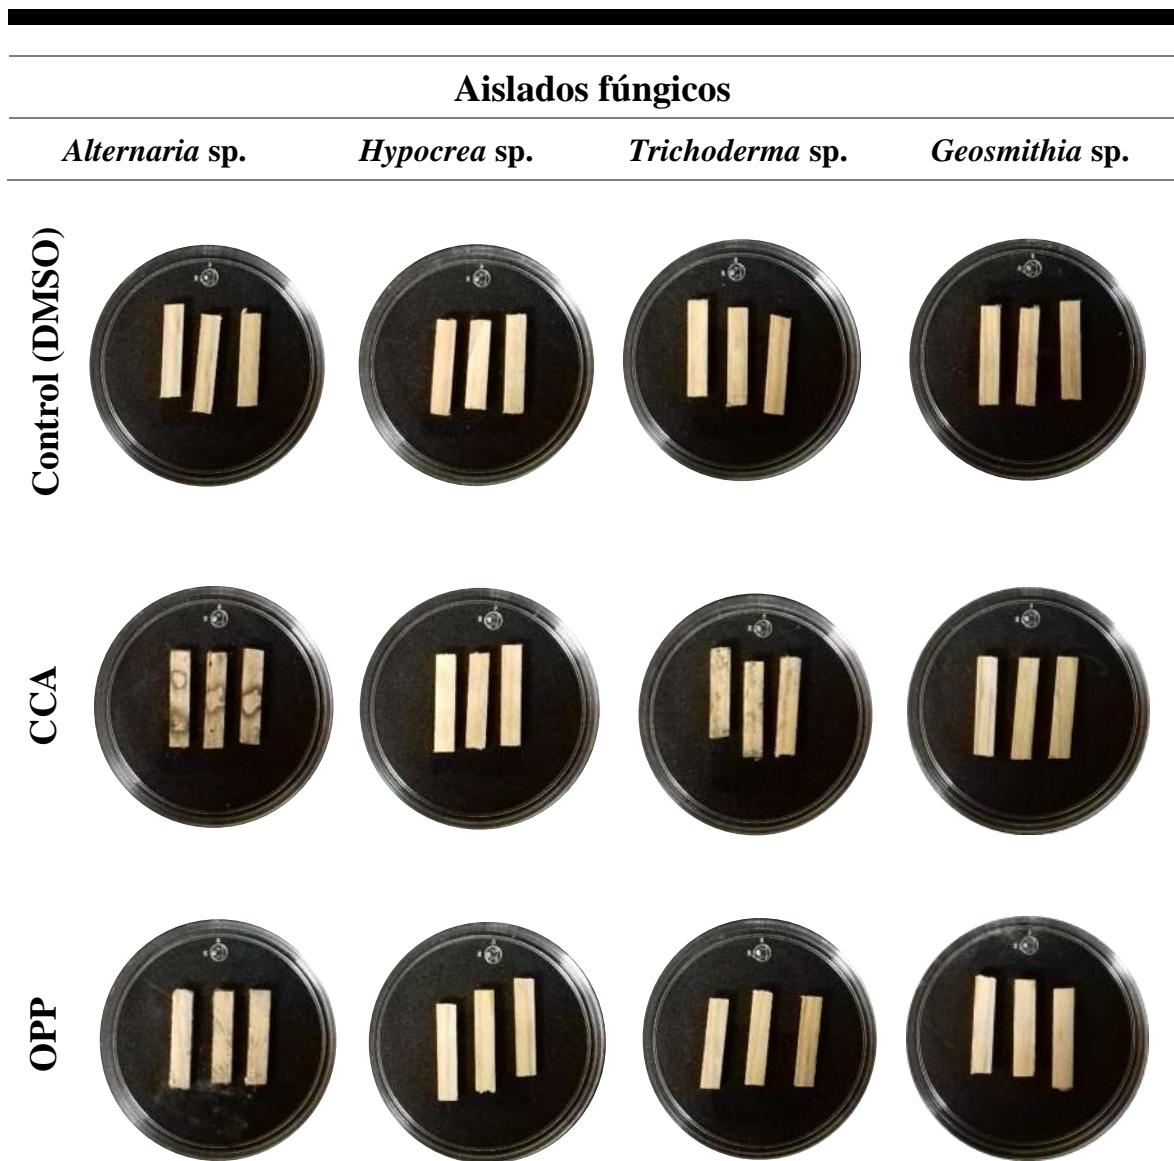 Aislados fúngicos
Alternaria sp. Hypocrea sp. Trichoderma sp. Geosmithia sp.
Control (DMSO)
CCA
OPP